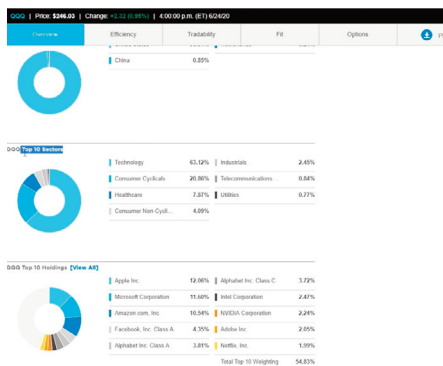 QQQ | Price: $246.03 | Change: +2.32 (0.95%) | 4:00:00 p.m. (ET) 6/24/20
Overview Efficiency Tradability Fit Options
China 0.85%
QQQ Top 10 Sectors
Technology 63.12% Industrials 2.45%
Consumer Cyclicals 20.86% Telecommunications ... 0.84%
Healthcare 7.87% Utilities 0.77%
Consumer Non-Cycli... 4.09%
QQQ Top 10 Holdings [View All]
Apple Inc. 12.06% Alphabet Inc. Class C 3.72%
Microsoft Corporation 11.60% Intel Corporation 2.47%
Amazon.com, Inc. 10.54% NVIDIA Corporation 2.24%
Facebook, Inc. Class A 4.35% Adobe Inc. 2.05%
Alphabet Inc. Class A 3.81% Netflix, Inc. 1.99%
Total Top 10 Weighting 54.83%